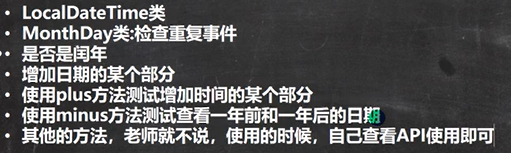 • LocalDateTime类
• MonthDay类:检查重复事件
• 是否是闰年
• 增加日期的某个部分
• 使用plus方法测试增加时间的某个部分
• 使用minus方法测试查看一年前和一年后的日期
• 其他的方法，老师就不说，使用的时候，自己查看API使用即可